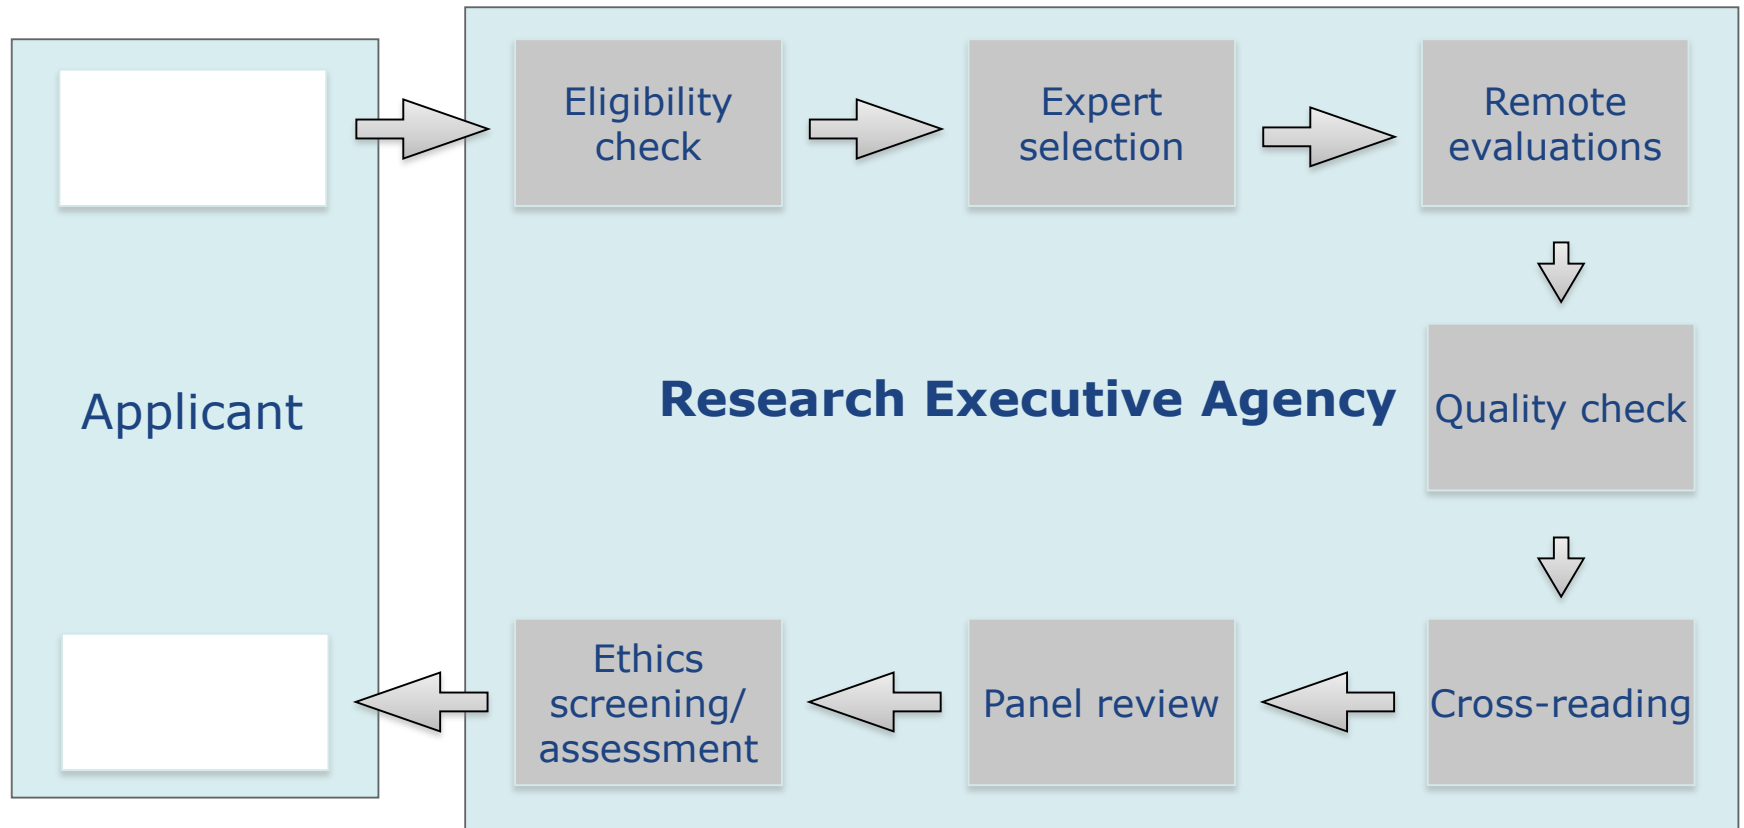 Eligibility
check
Expert
selection
Remote
evaluations
Applicant
Research Executive Agency
Quality check
Ethics
screening/
assessment
Panel review
Cross-reading